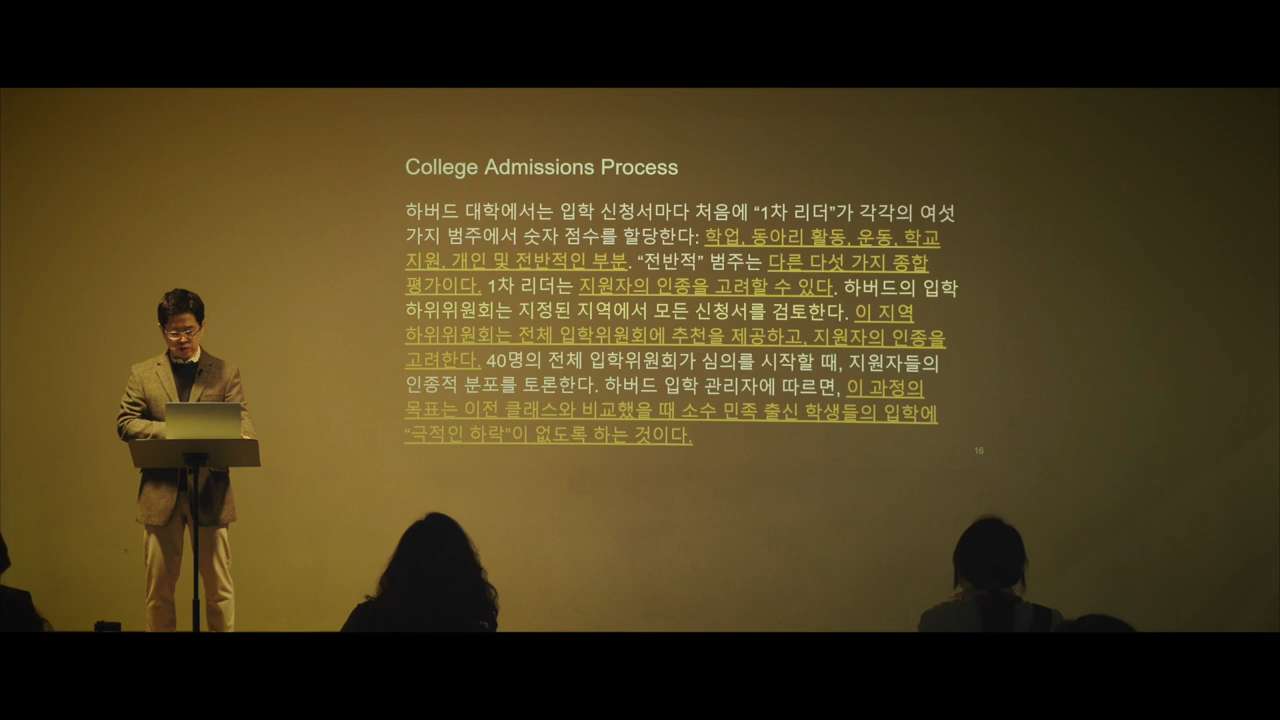 College Admissions Process
하버드 대학에서는 입학 신청서마다 처음에 “1차 리더”가 각각의 여섯
가지 범주에서 숫자 점수를 할당한다: 학업, 동아리 활동, 운동, 학교
지원, 개인 및 전반적인 부분. “전반적” 범주는 다른 다섯 가지 종합
평가이다. 1차 리더는 지원자의 인종을 고려할 수 있다. 하버드의 입학
하위위원회는 지정된 지역에서 모든 신청서를 검토한다. 이 지역
하위위원회는 전체 입학위원회에 추천을 제공하고, 지원자의 인종을
고려한다. 40명의 전체 입학위원회가 심의를 시작할 때, 지원자들의
인종적 분포를 토론한다. 하버드 입학 관리자에 따르면, 이 과정의
목표는 이전 클래스와 비교했을 때 소수 민족 출신 학생들의 입학에
“극적인 하락”이 없도록 하는 것이다.
16